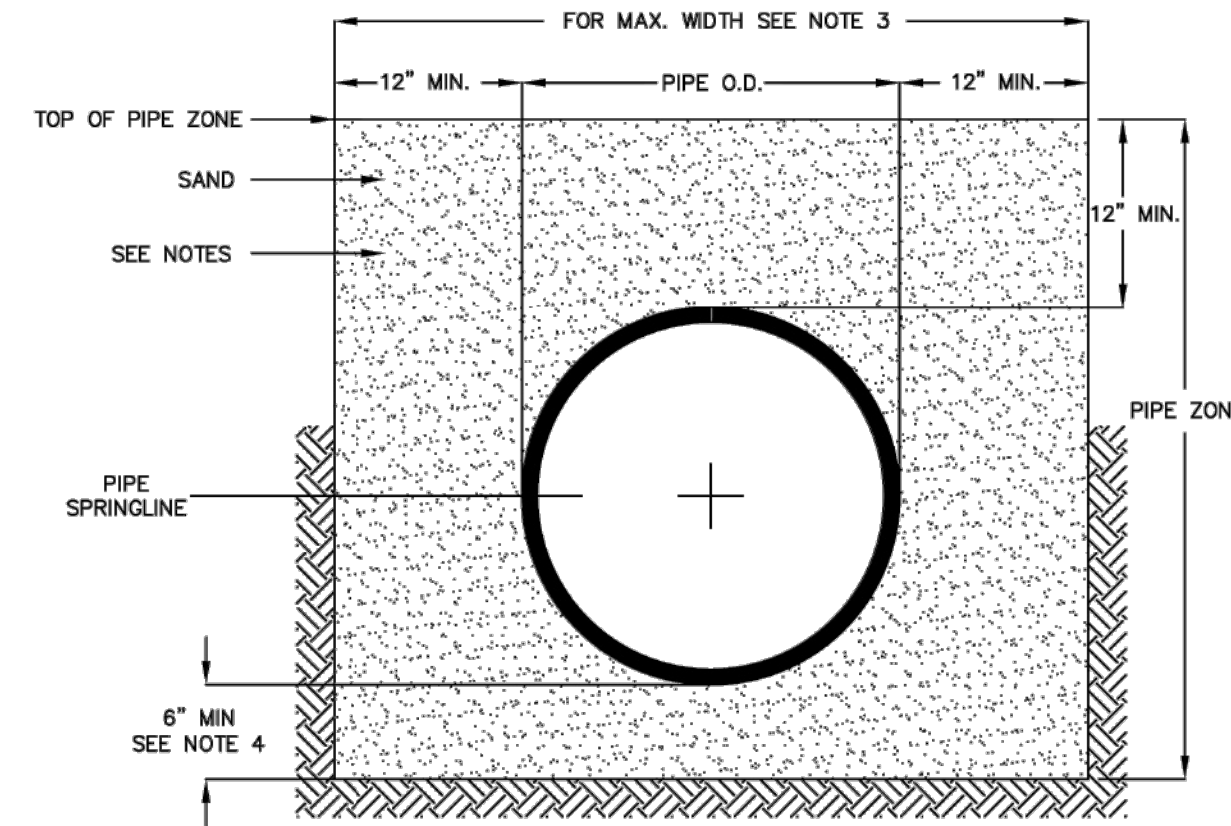 FOR MAX. WIDTH SEE NOTE 3
12" MIN.
PIPE O.D.
12" MIN.
TOP OF PIPE ZONE
SAND
12" MIN.
SEE NOTES
PIPE ZON
PIPE
SPRINGLINE
6" MIN
SEE NOTE 4